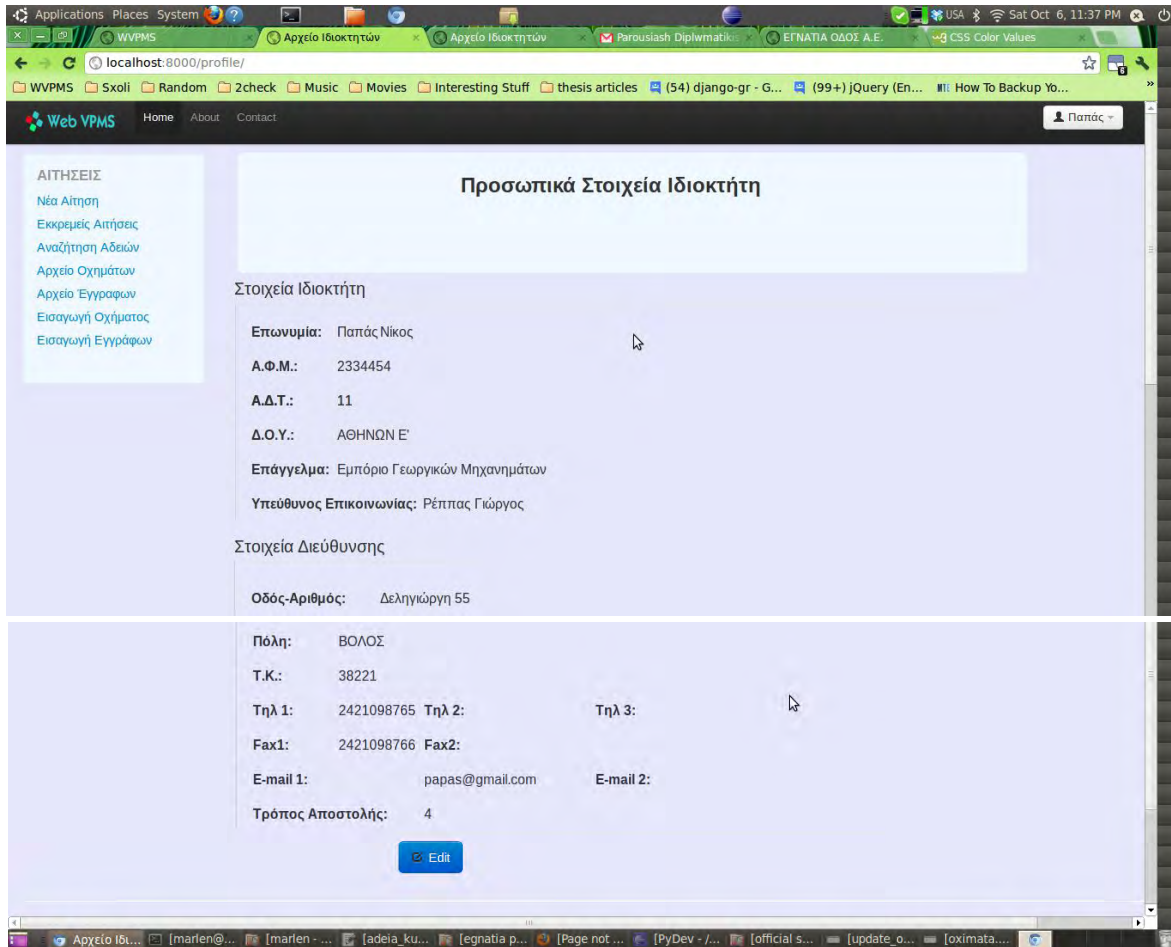 Applications Places System USA Sat Oct 6, 11:37 PM
WVPMS Αρχείο Ιδιοκτητών Αρχείο Ιδιοκτητών Parousiash Diplwmatikis ΕΓΝΑΤΙΑ ΟΔΟΣ Α.Ε. CSS Color Values
localhost:8000/profile/
WVPMS Sxoli Random 2check Music Movies Interesting Stuff thesis articles (54) django-gr - G... (99+) jQuery (En... How To Backup Yo... »
Web VPMS Home About Contact Παπάς
ΑΙΤΗΣΕΙΣ
Νέα Αίτηση
Εκκρεμείς Αιτήσεις
Αναζήτηση Αδειών
Αρχείο Οχημάτων
Αρχείο Έγγραφων
Εισαγωγή Οχήματος
Εισαγωγή Εγγράφων
Προσωπικά Στοιχεία Ιδιοκτήτη
Στοιχεία Ιδιοκτήτη
Επωνυμία: Παπάς Νίκος
Α.Φ.Μ.: 2334454
Α.Δ.Τ.: 11
Δ.Ο.Υ.: ΑΘΗΝΩΝ Ε'
Επάγγελμα: Εμπόριο Γεωργικών Μηχανημάτων
Υπεύθυνος Επικοινωνίας: Ρέππας Γιώργος
Στοιχεία Διεύθυνσης
Οδός-Αριθμός: Δεληγιώργη 55
Πόλη: ΒΟΛΟΣ
Τ.Κ.: 38221
Τηλ 1: 2421098765 Τηλ 2: Τηλ 3:
Fax1: 2421098766 Fax2:
E-mail 1: papas@gmail.com E-mail 2:
Τρόπος Αποστολής: 4
Edit
Αρχείο Ιδι... [marlen@... [marlen - ... [adeia_ku... [egnatia p... [Page not ... [PyDev - /... [official s... [update_o... [oximata....